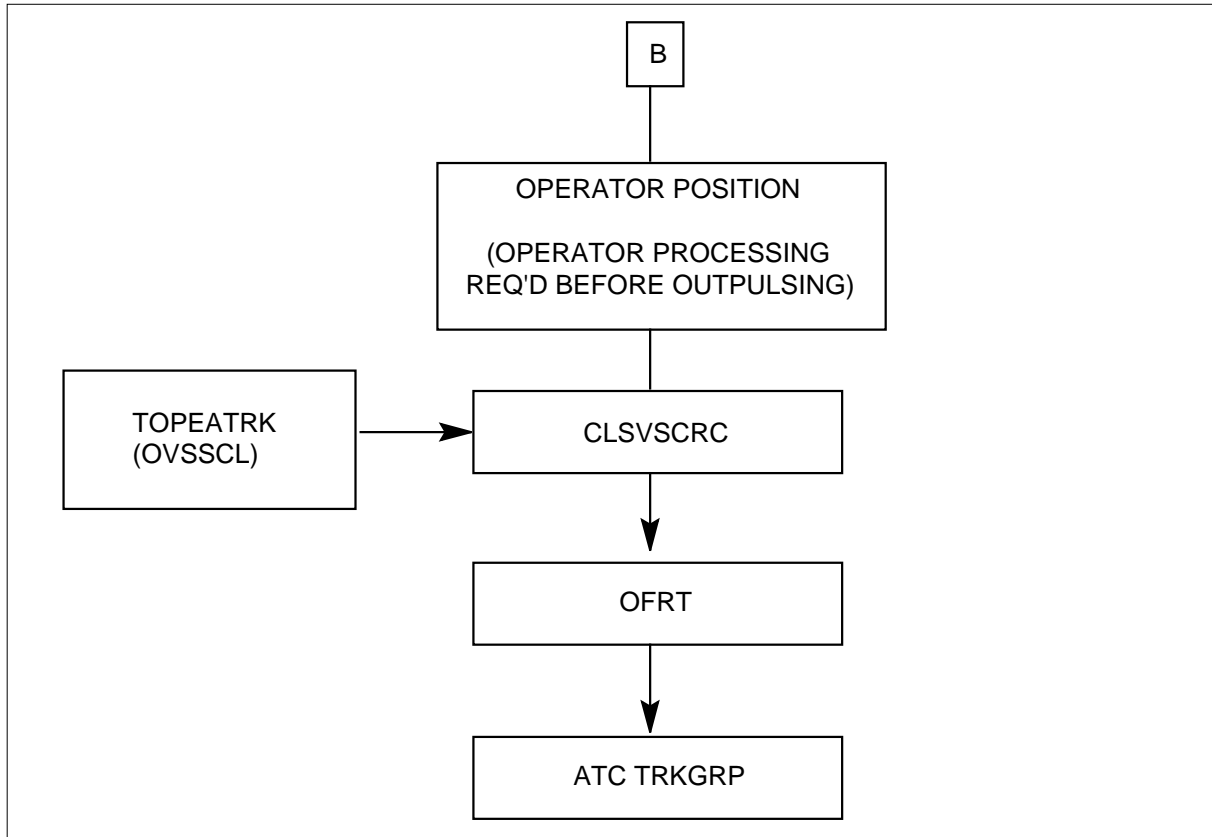 B
OPERATOR POSITION
(OPERATOR PROCESSING
REQ'D BEFORE OUTPULSING)
TOPEATRK
(OVSSCL)
CLSVSCRC
OFRT
ATC TRKGRP